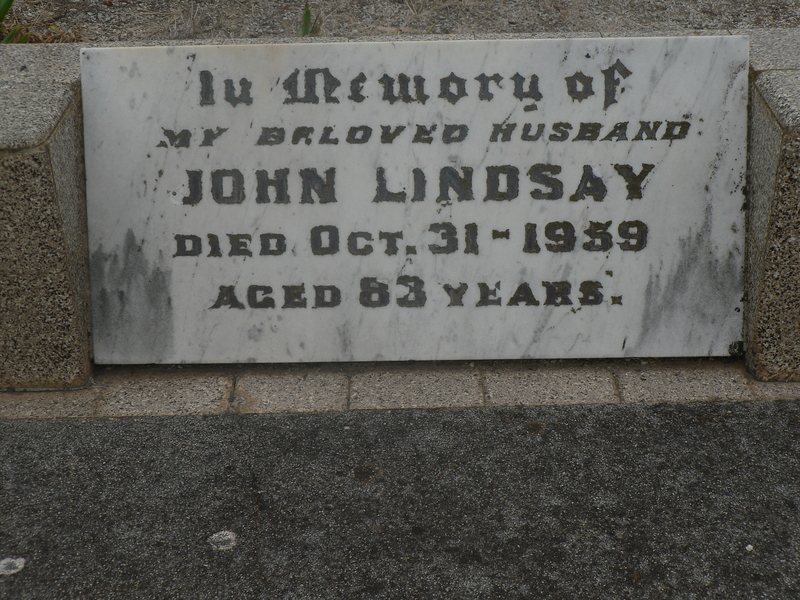 In Memory of
MY BELOVED HUSBAND
JOHN LINDSAY
DIED OCT. 31-1959
AGED 83 YEARS.